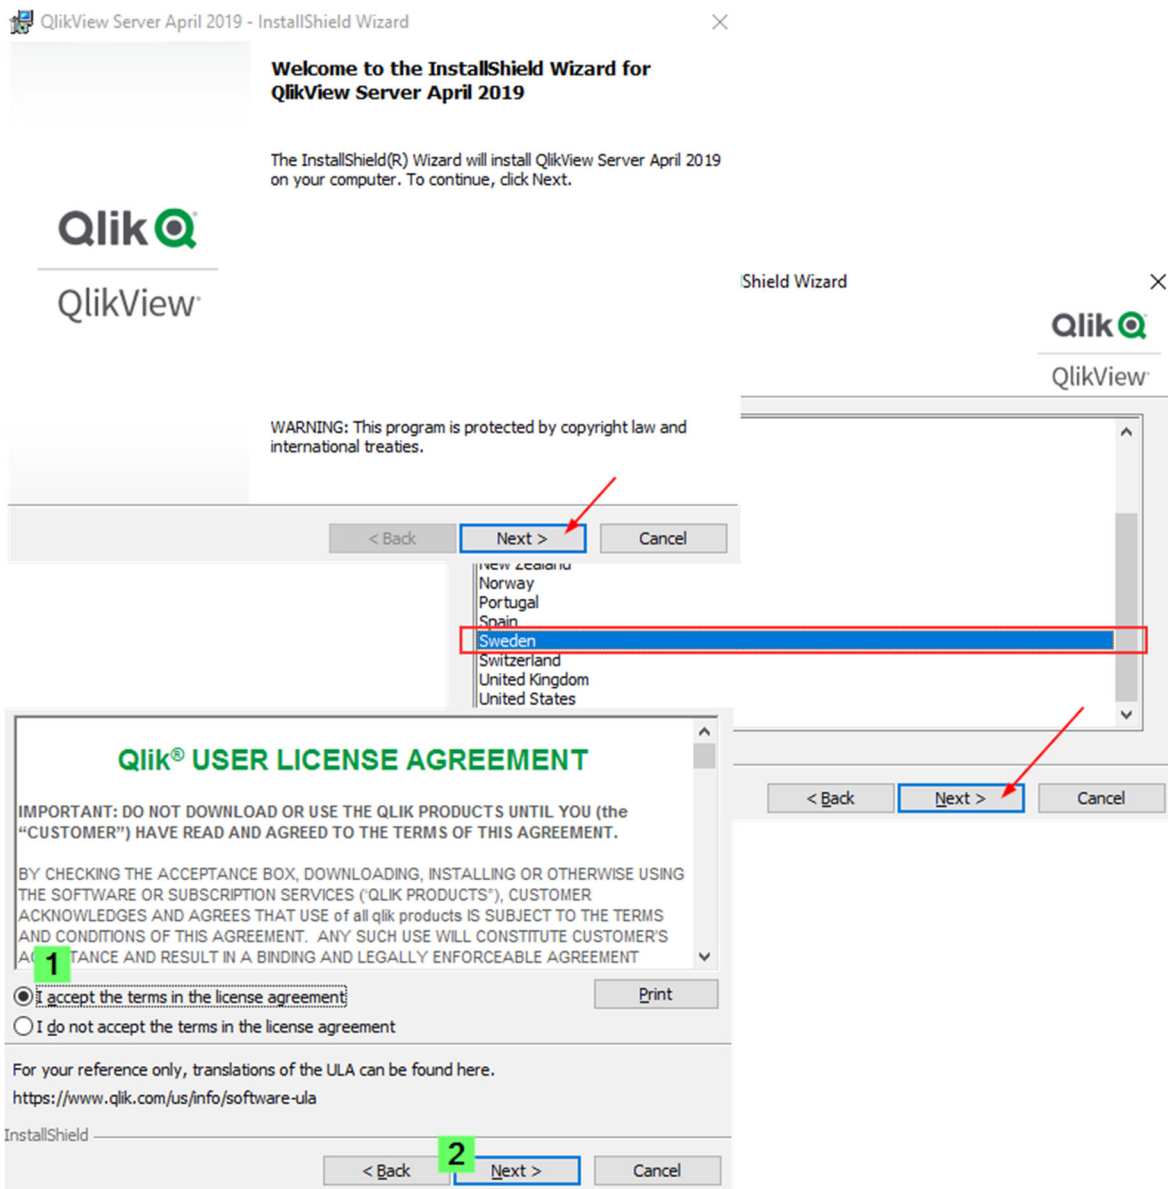 QlikView Server April 2019 - InstallShield Wizard
Welcome to the InstallShield Wizard for
QlikView Server April 2019
The InstallShield(R) Wizard will install QlikView Server April 2019
on your computer. To continue, click Next.
Qlik
QlikView
WARNING: This program is protected by copyright law and
international treaties.
< Back
Next >
Cancel
Shield Wizard
Qlik
QlikView
New Zealand
Norway
Portugal
Spain
Sweden
Switzerland
United Kingdom
United States
< Back
Next >
Cancel
Qlik® USER LICENSE AGREEMENT
IMPORTANT: DO NOT DOWNLOAD OR USE THE QLIK PRODUCTS UNTIL YOU (the
“CUSTOMER”) HAVE READ AND AGREED TO THE TERMS OF THIS AGREEMENT.
BY CHECKING THE ACCEPTANCE BOX, DOWNLOADING, INSTALLING OR OTHERWISE USING
THE SOFTWARE OR SUBSCRIPTION SERVICES (‘QLIK PRODUCTS”), CUSTOMER
ACKNOWLEDGES AND AGREES THAT USE of all qlik products IS SUBJECT TO THE TERMS
AND CONDITIONS OF THIS AGREEMENT. ANY SUCH USE WILL CONSTITUTE CUSTOMER'S
TANCE AND RESULT IN A BINDING AND LEGALLY ENFORCEABLE AGREEMENT
1
I accept the terms in the license agreement
Print
I do not accept the terms in the license agreement
For your reference only, translations of the ULA can be found here.
https://www.qlik.com/us/info/software-ula
InstallShield
< Back
2
Next >
Cancel